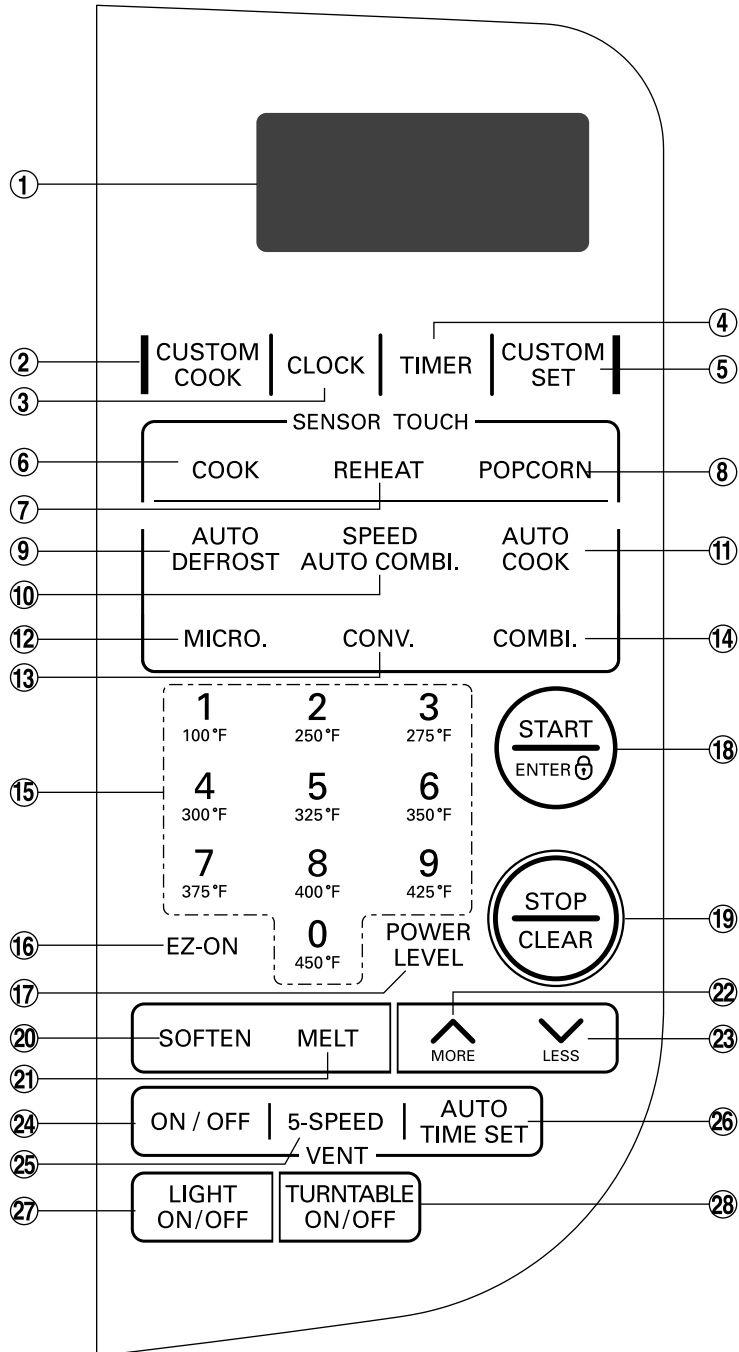 ①
④
② CUSTOM COOK CLOCK TIMER CUSTOM SET ⑤
③
SENSOR TOUCH
⑥ COOK REHEAT POPCORN ⑧
⑦
⑨ AUTO DEFROST SPEED AUTO COMBI. AUTO COOK ⑪
⑩
⑫ MICRO. CONV. COMBI. ⑭
⑬
1 2 3
100°F 250°F 275°F
START
ENTER
⑱
⑮
4 5 6
300°F 325°F 350°F
7 8 9
375°F 400°F 425°F
STOP
CLEAR
⑲
⑯ EZ-ON 0 POWER LEVEL
450°F
⑰
㉒
⑳ SOFTEN MELT MORE LESS ㉓
㉑
㉔ ON / OFF 5-SPEED AUTO TIME SET ㉖
㉕ VENT
㉗ LIGHT ON/OFF TURNTABLE ON/OFF ㉘